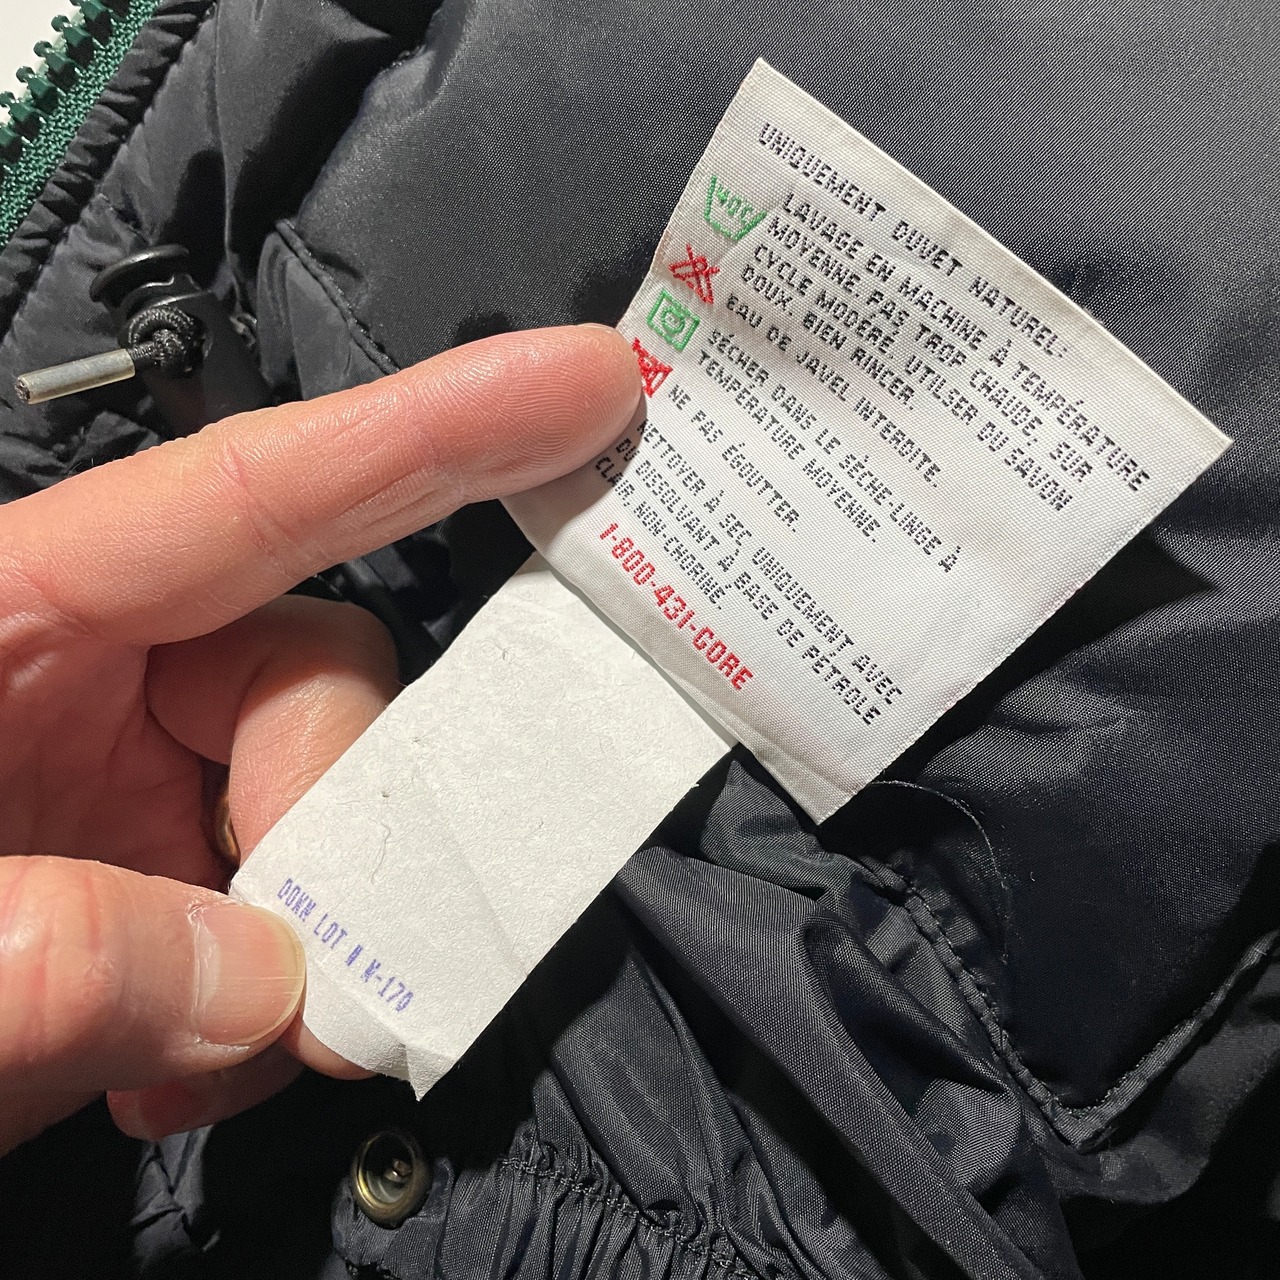 UNIQUEMENT DUVET NATUREL:
40°C
LAVAGE EN MACHINE À TEMPÉRATURE
MOYENNE, PAS TROP CHAUDE, SUR
CYCLE MODÉRÉ. UTILSER DU SAVON
DOUX. BIEN RINCER.
EAU DE JAVEL INTERDITE.
SÉCHER DANS LE SÈCHE-LINGE À
TEMPÉRATURE MOYENNE.
NE PAS ÉGOUTTER.
NETTOYER À SEC UNIQUEMENT AVEC
DU DISSOLVANT À BASE DE PÉTROLE
CLAIR, NON-CHLORINE.
1-800-431-GORE
DOWN LOT # K-170